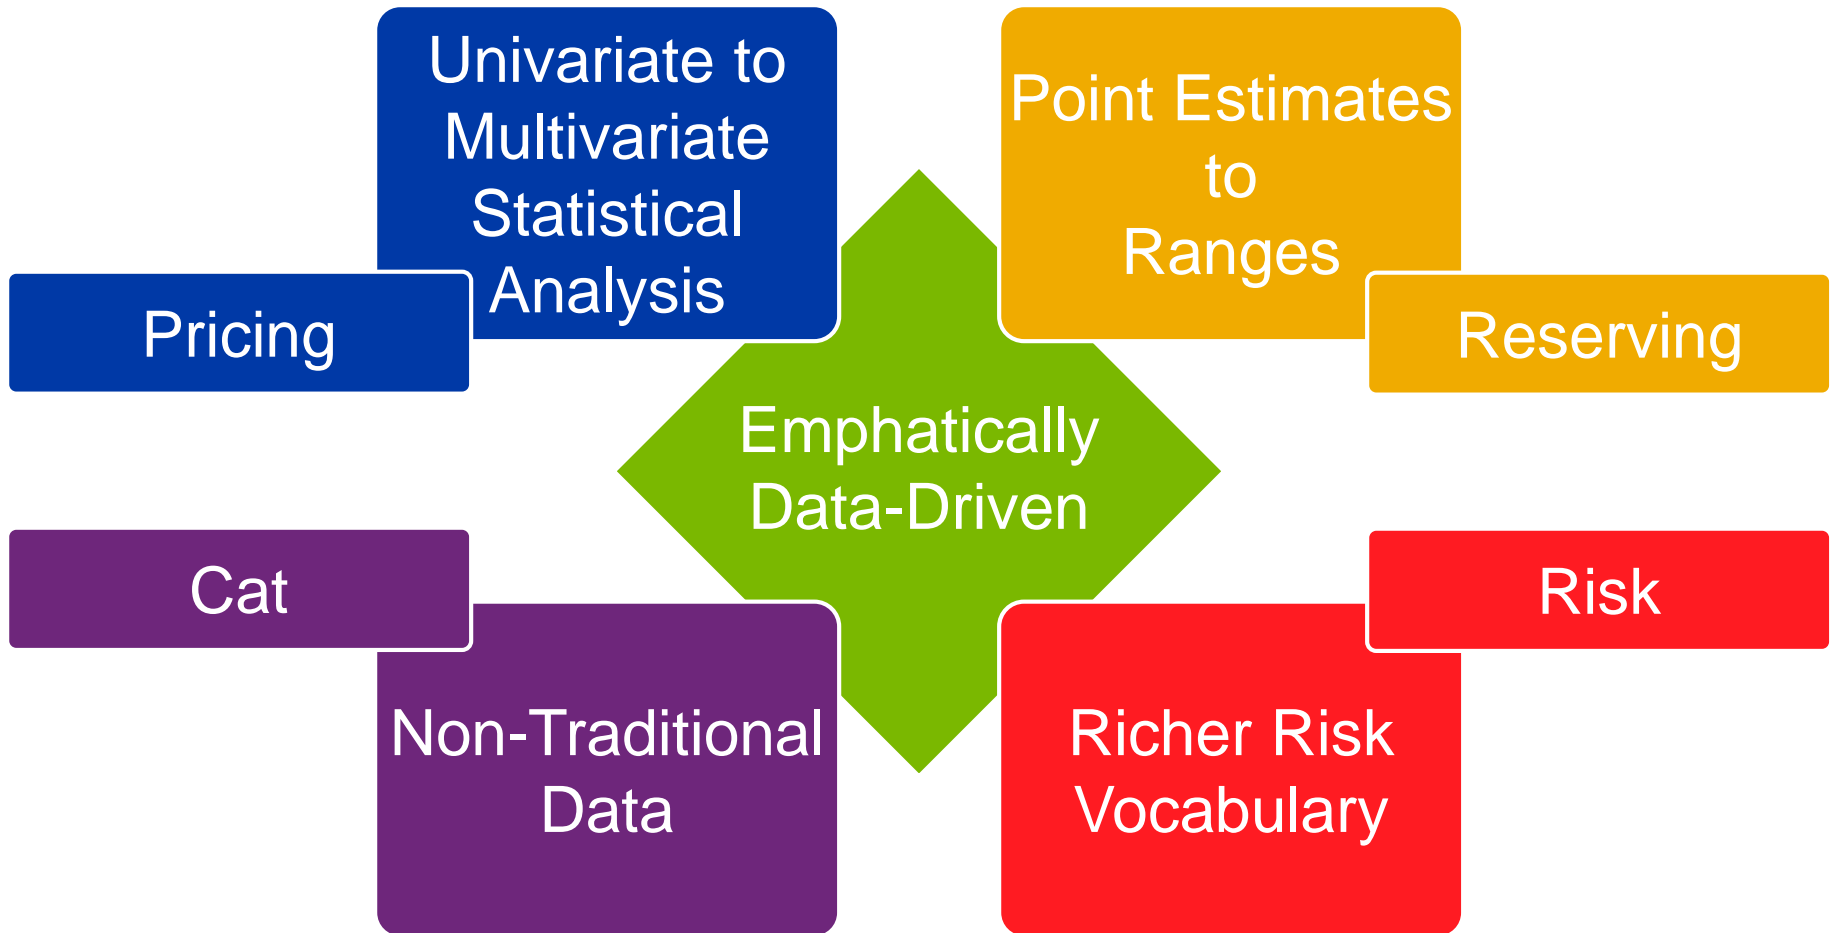 Univariate to
Multivariate
Statistical
Analysis
Pricing
Point Estimates
to
Ranges
Reserving
Emphatically
Data-Driven
Cat
Non-Traditional
Data
Risk
Richer Risk
Vocabulary